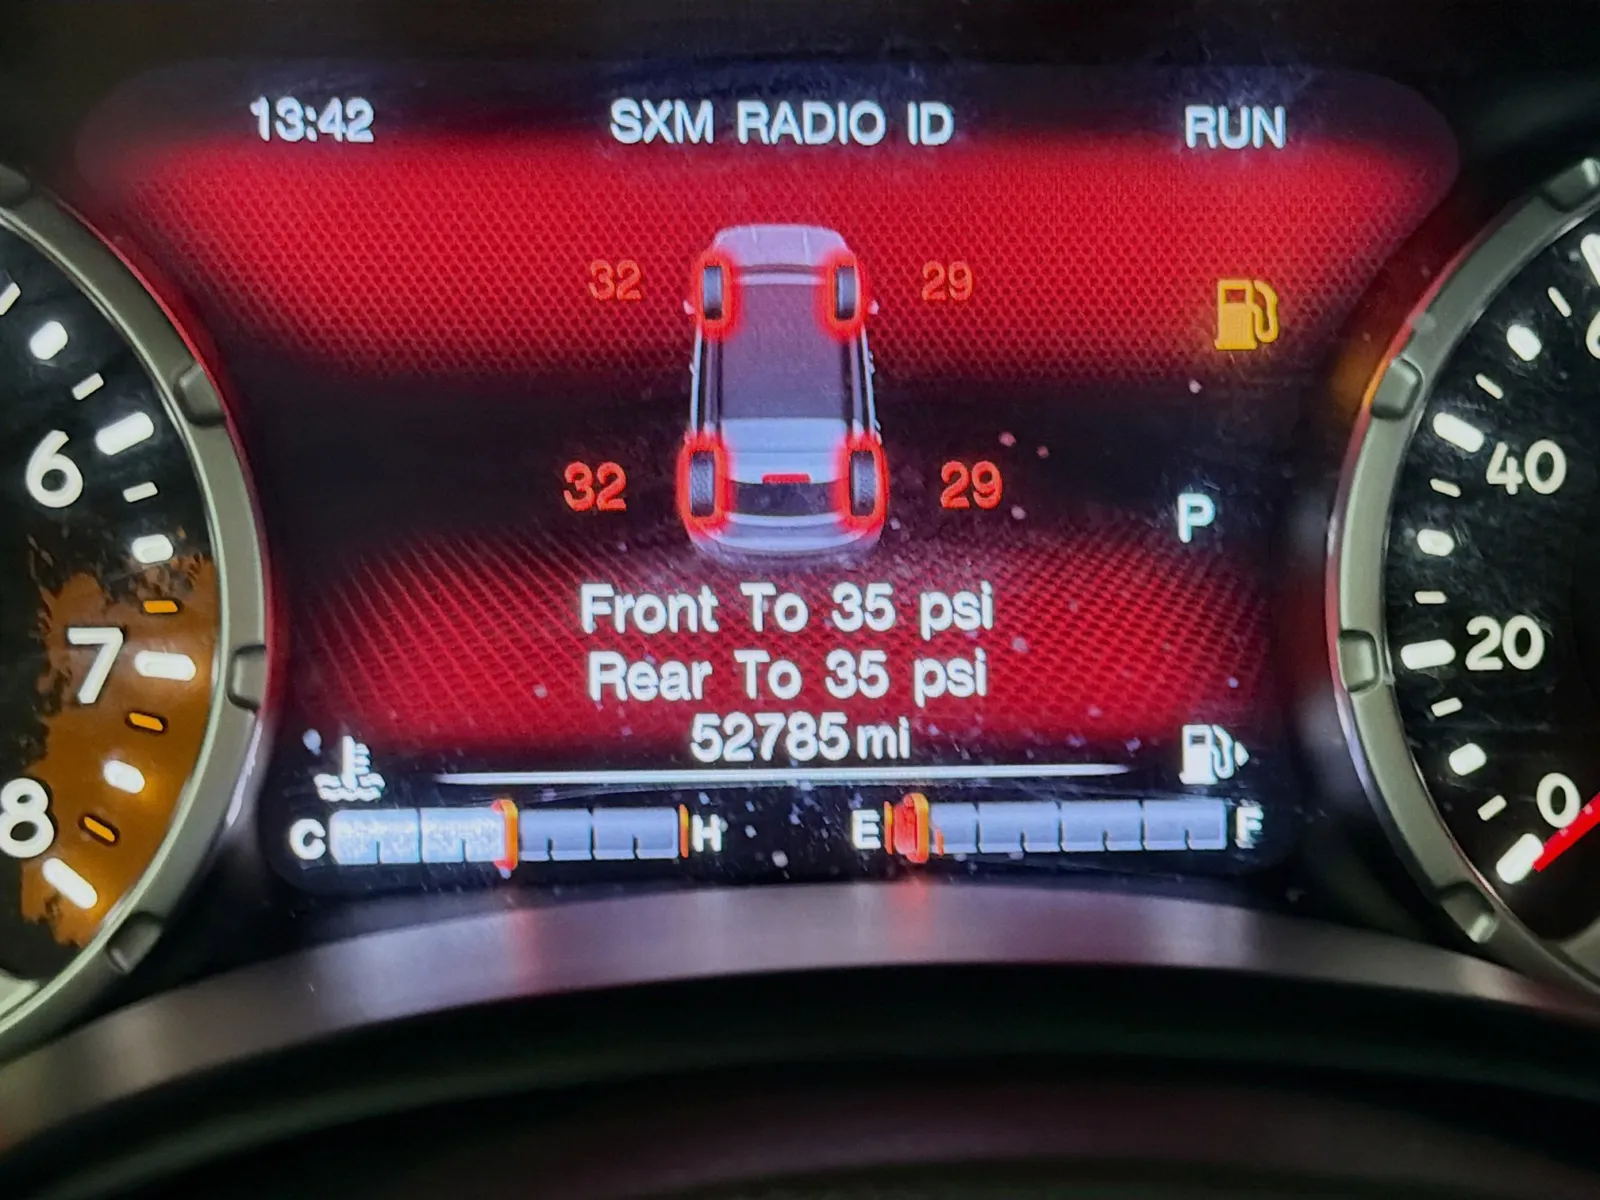 13:42 SXM RADIO ID RUN
32 29
32 29
P
Front To 35 psi
Rear To 35 psi
52785 mi
C H E F
6
7
8
40
20
0